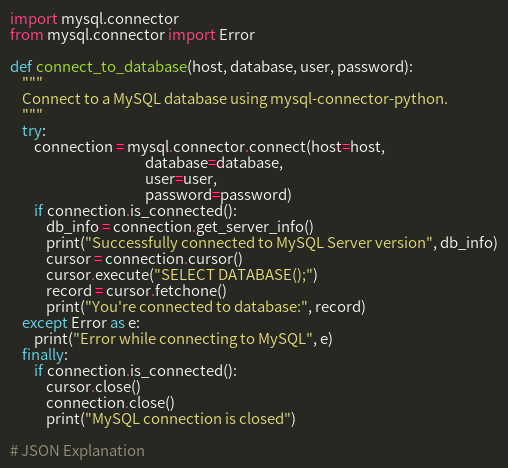 import mysql.connector
from mysql.connector import Error

def connect_to_database(host, database, user, password):
    """
    Connect to a MySQL database using mysql-connector-python.
    """
    try:
        connection = mysql.connector.connect(host=host,
                                             database=database,
                                             user=user,
                                             password=password)
        if connection.is_connected():
            db_info = connection.get_server_info()
            print("Successfully connected to MySQL Server version", db_info)
            cursor = connection.cursor()
            cursor.execute("SELECT DATABASE();")
            record = cursor.fetchone()
            print("You're connected to database:", record)
    except Error as e:
        print("Error while connecting to MySQL", e)
    finally:
        if connection.is_connected():
            cursor.close()
            connection.close()
            print("MySQL connection is closed")

# JSON Explanation